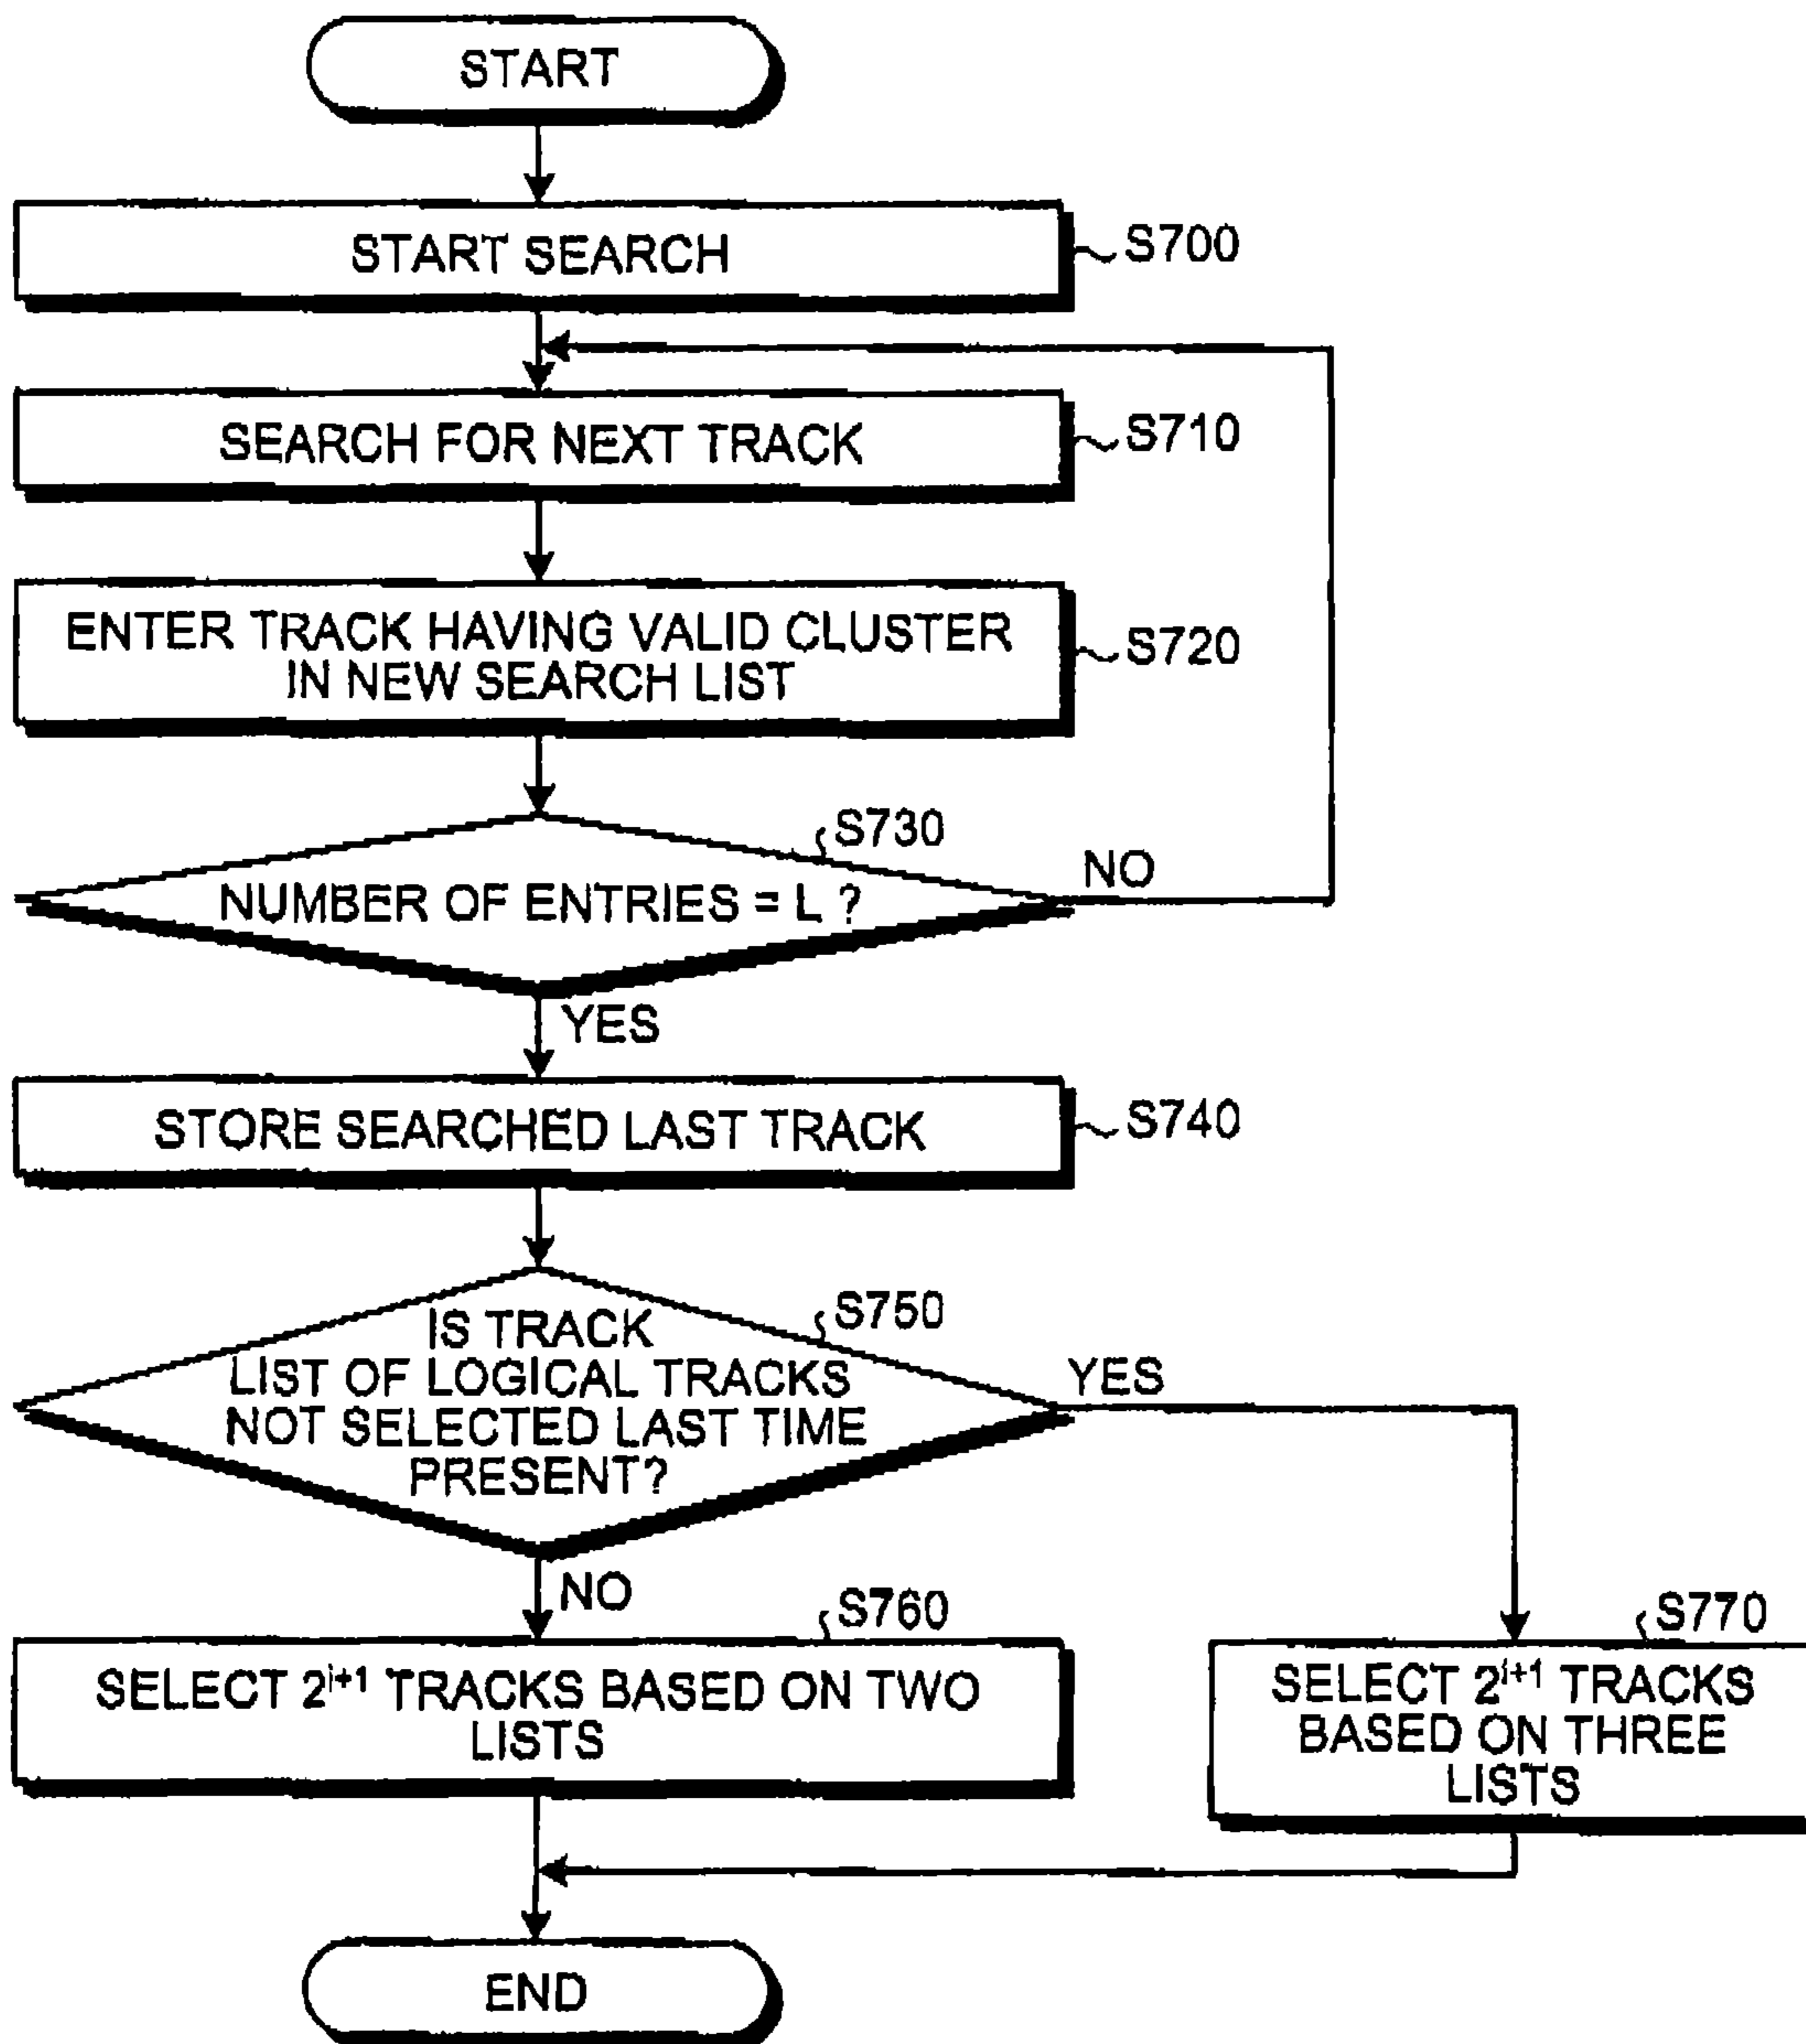 START
START SEARCH
S700
SEARCH FOR NEXT TRACK
S710
ENTER TRACK HAVING VALID CLUSTER
IN NEW SEARCH LIST
S720
S730
NUMBER OF ENTRIES = L ?
NO
YES
STORE SEARCHED LAST TRACK
S740
S750
IS TRACK
LIST OF LOGICAL TRACKS
NOT SELECTED LAST TIME
PRESENT?
YES
NO
S760
SELECT 2^{i+1} TRACKS BASED ON TWO
LISTS
S770
SELECT 2^{i+1} TRACKS
BASED ON THREE
LISTS
END